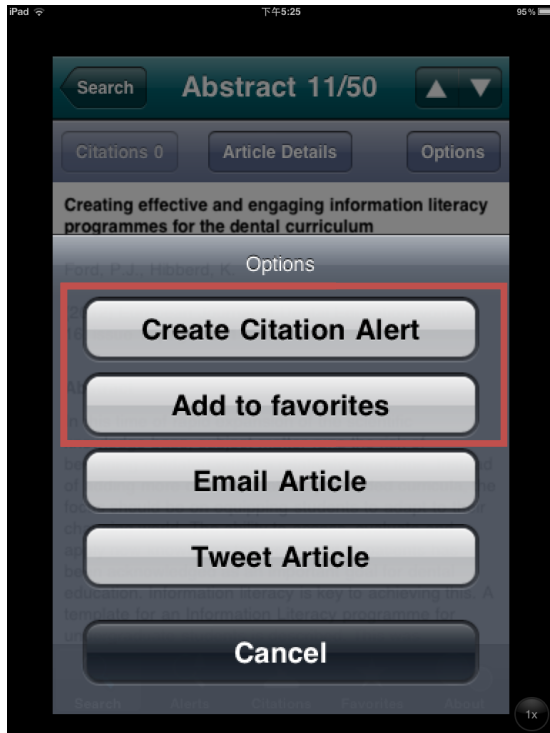 iPad 下午5:25 95%
Search Abstract 11/50
Citations 0 Article Details Options
Creating effective and engaging information literacy
programmes for the dental curriculum
Options
Ford, P.J., Hibberd, K.
Create Citation Alert
Add to favorites
Email Article
Tweet Article
education. Information literacy is key to achieving this. A
template for an Information Literacy programme for
Cancel
Search Alerts Citations Favorites About
1x